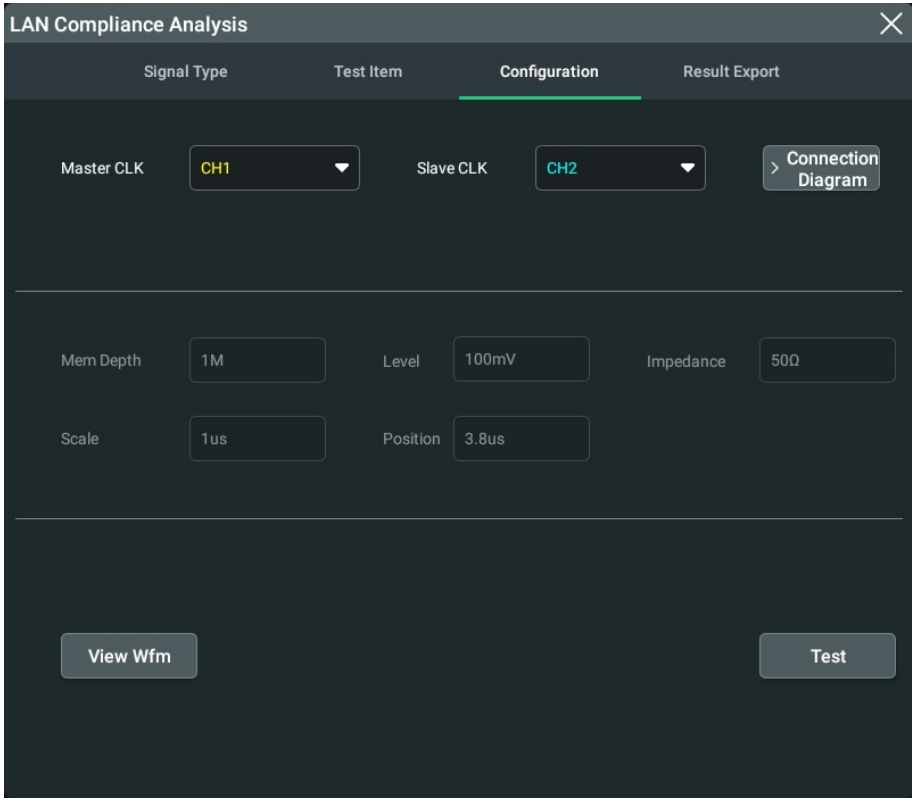 LAN Compliance Analysis
Signal Type
Test Item
Configuration
Result Export
Master CLK
CH1
Slave CLK
CH2
> Connection
Diagram
Mem Depth
1M
Level
100mV
Impedance
50Ω
Scale
1us
Position
3.8us
View Wfm
Test